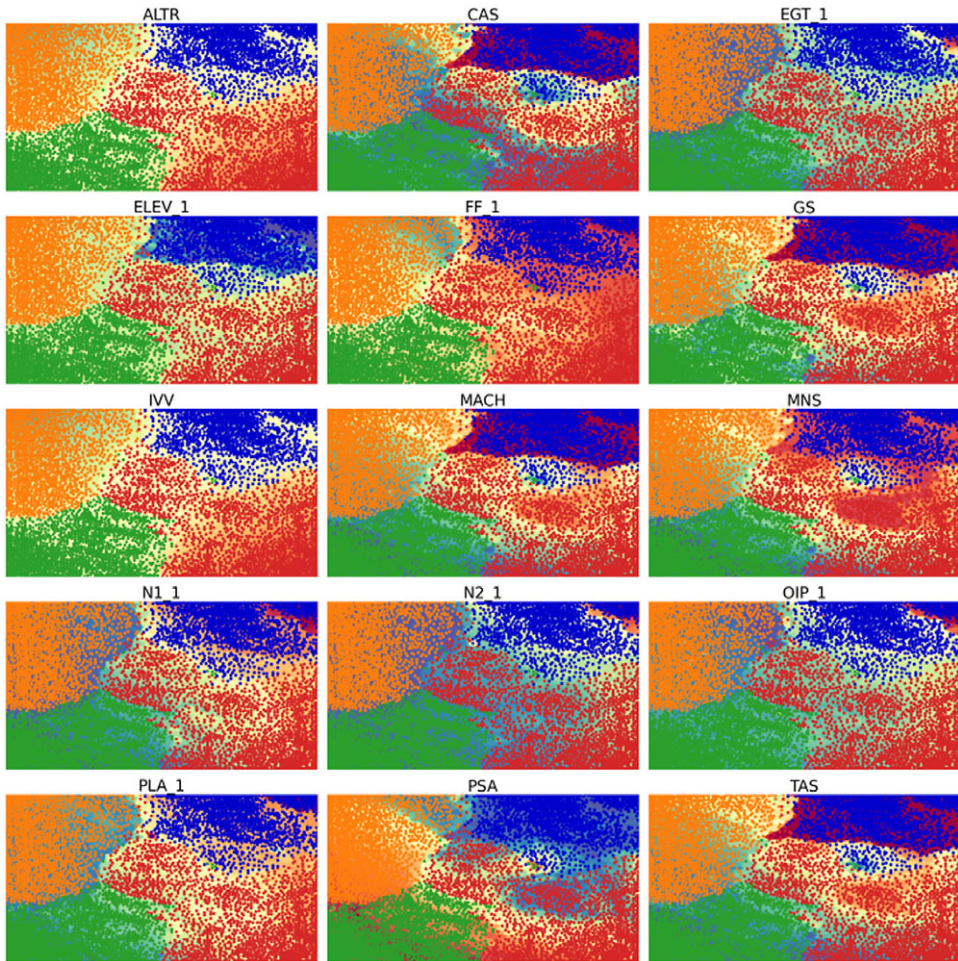 ALTR CAS EGT_1
ELEV_1 FF_1 GS
IVV MACH MNS
N1_1 N2_1 OIP_1
PLA_1 PSA TAS